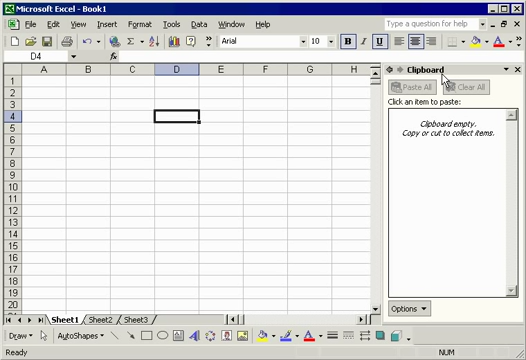 Microsoft Excel - Book1
File Edit View Insert Format Tools Data Window Help Type a question for help
Arial 10 B I U
D4 fx
Clipboard
A B C D E F G H
Paste All Clear All
Click an item to paste:
Clipboard empty.
Copy or cut to collect items.
1
2
3
4
5
6
7
8
9
10
11
12
13
14
15
16
17
18
19
20
Options
Sheet1 Sheet2 Sheet3
Draw AutoShapes
Ready NUM